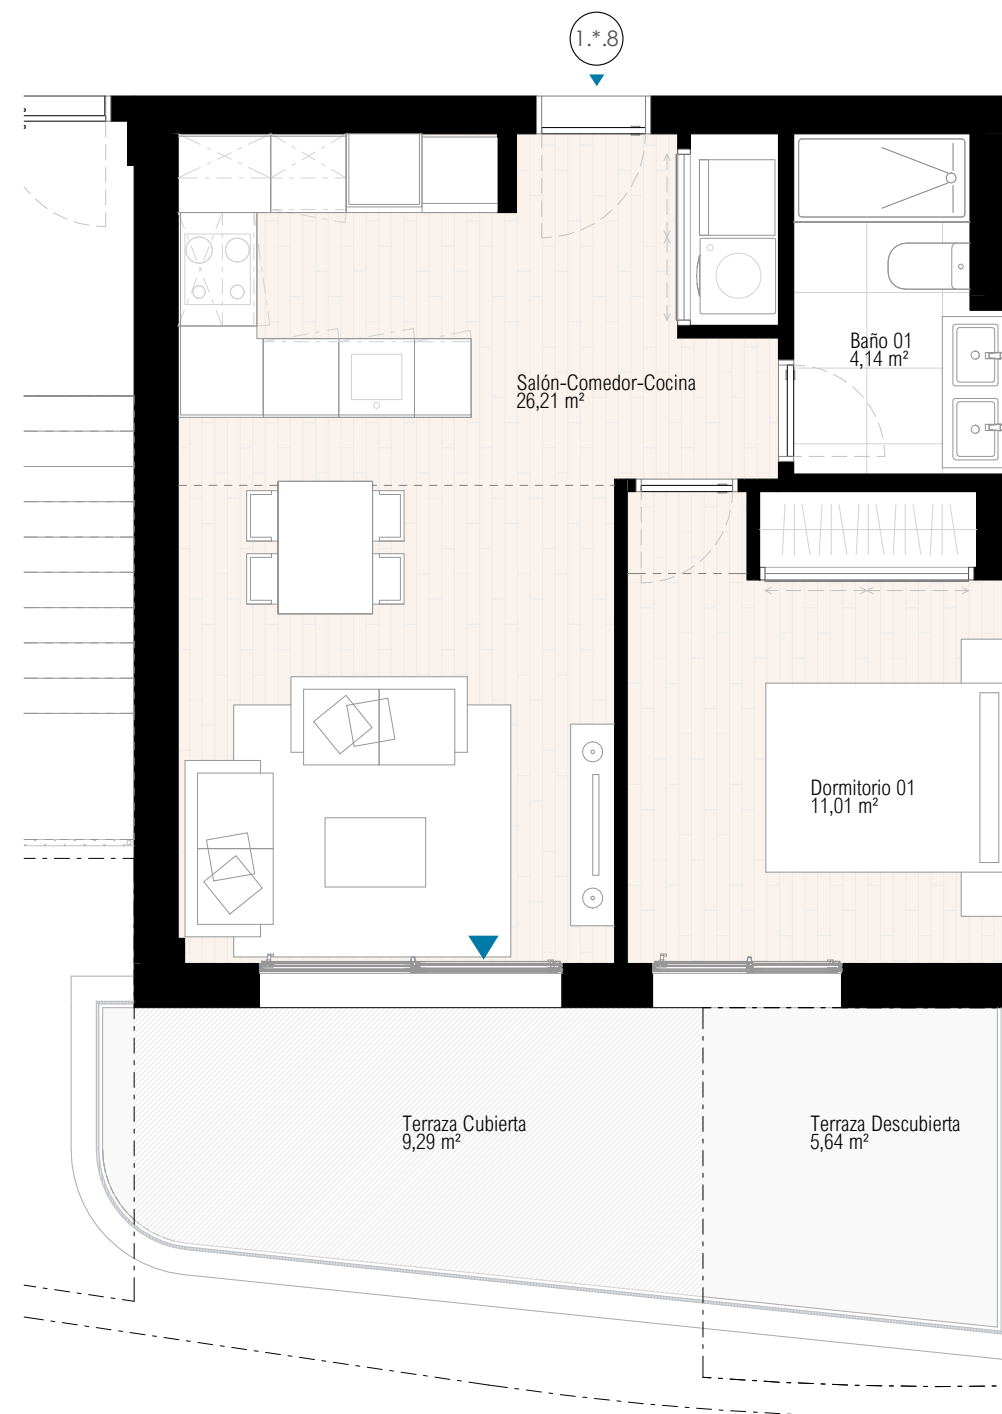 1.*.8
Baño 01
4,14 m²
Salón-Comedor-Cocina
26,21 m²
Dormitorio 01
11,01 m²
Terraza Cubierta
9,29 m²
Terraza Descubierta
5,64 m²